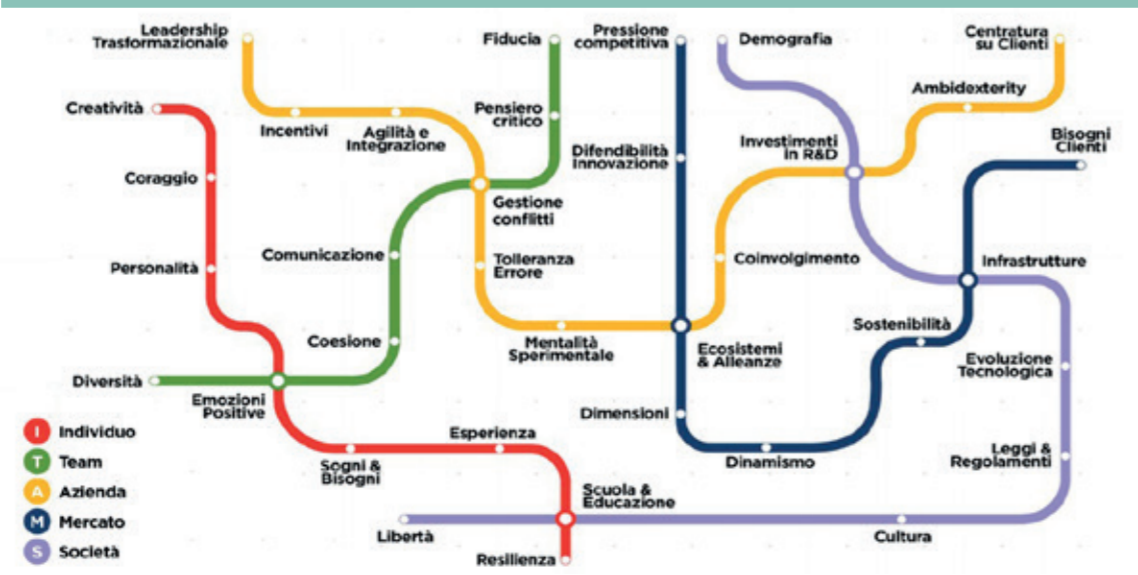 Leadership
Trasformazionale
Fiducia
Pressione
competitiva
Demografia
Centratura
su Clienti
Creatività
Incentivi
Agilità e
Integrazione
Pensiero
critico
Ambidexterity
Difendibilità
Innovazione
Investimenti
in R&D
Bisogni
Clienti
Coraggio
Gestione
conflitti
Personalità
Comunicazione
Tolleranza
Errore
Coinvolgimento
Infrastrutture
Coesione
Mentalità
Sperimentale
Ecosistemi
& Alleanze
Sostenibilità
Evoluzione
Tecnologica
Diversità
Emozioni
Positive
Dimensioni
I Individuo
T Team
A Azienda
M Mercato
S Società
Esperienza
Sogni &
Bisogni
Dinamismo
Leggi &
Regolamenti
Scuola &
Educazione
Libertà
Cultura
Resilienza